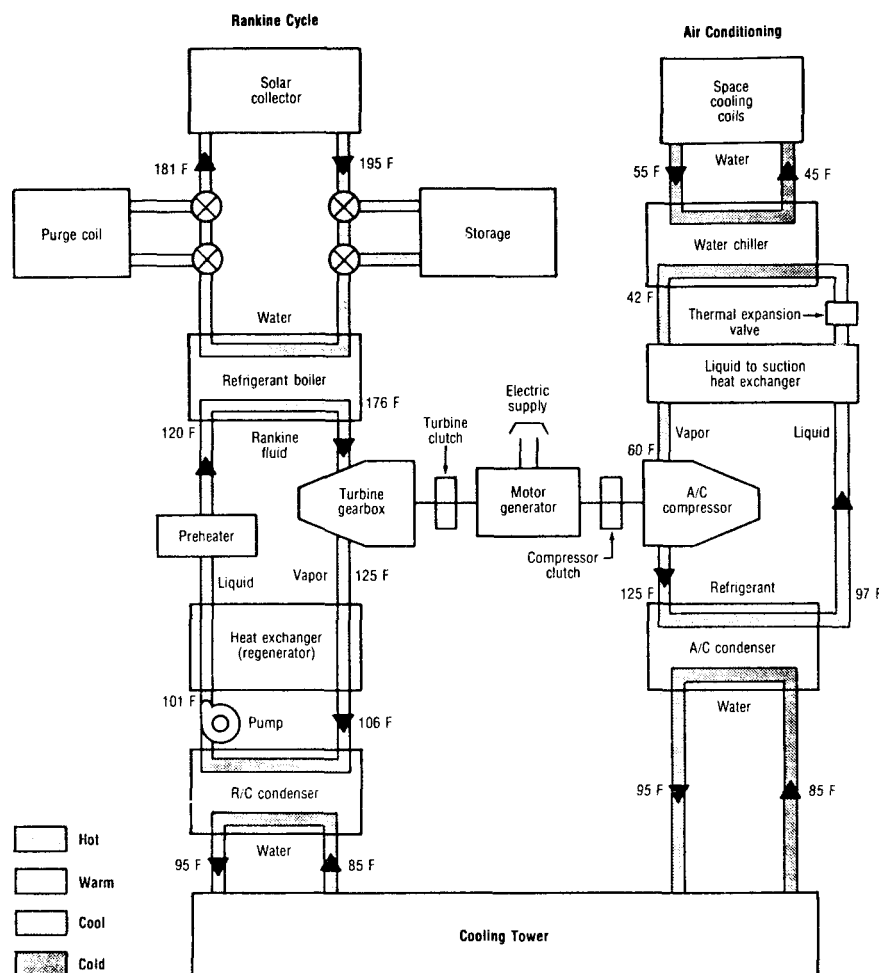 Rankine Cycle
Air Conditioning
Solar
collector
Space
cooling
coils
181 F
195 F
Water
55 F
45 F
Purge coil
Storage
Water chiller
42 F
Water
Thermal expansion
valve
Refrigerant boiler
Liquid to suction
heat exchanger
176 F
Electric
supply
120 F
Rankine
fluid
Turbine
clutch
Vapor
Liquid
60 F
Turbine
gearbox
Motor
generator
A/C
compressor
Preheater
Compressor
clutch
Liquid
Vapor
125 F
125 F
Refrigerant
97 F
Heat exchanger
(regenerator)
A/C condenser
101 F
Pump
106 F
Water
R/C condenser
95 F
85 F
Hot
Water
95 F
85 F
Warm
Cool
Cooling Tower
Cold